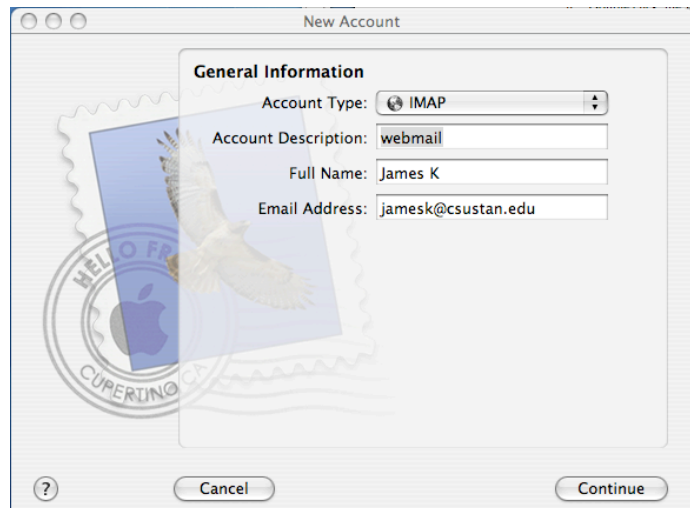 New Account
General Information
Account Type: IMAP
Account Description: webmail
Full Name: James K
Email Address: jamesk@csustan.edu
HELLO FR
CUPERTINO CA
? Cancel Continue